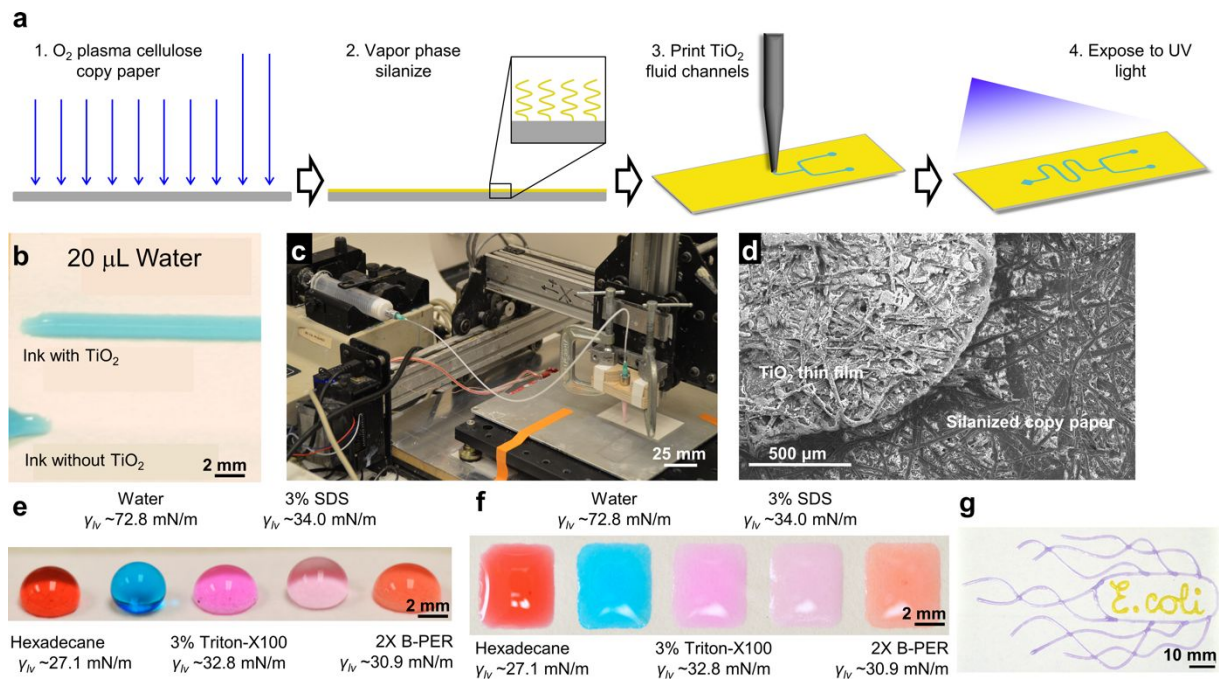 a
1. O₂ plasma cellulose
copy paper
2. Vapor phase
silanize
3. Print TiO₂
fluid channels
4. Expose to UV
light
b
20 μL Water
Ink with TiO₂
Ink without TiO₂
2 mm
c
X
25 mm
d
TiO₂ thin film
Silanized copy paper
500 μm
e
Water
γlv ~72.8 mN/m
3% SDS
γlv ~34.0 mN/m
2 mm
Hexadecane
γlv ~27.1 mN/m
3% Triton-X100
γlv ~32.8 mN/m
2X B-PER
γlv ~30.9 mN/m
f
Water
γlv ~72.8 mN/m
3% SDS
γlv ~34.0 mN/m
2 mm
Hexadecane
γlv ~27.1 mN/m
3% Triton-X100
γlv ~32.8 mN/m
2X B-PER
γlv ~30.9 mN/m
g
E.coli
10 mm